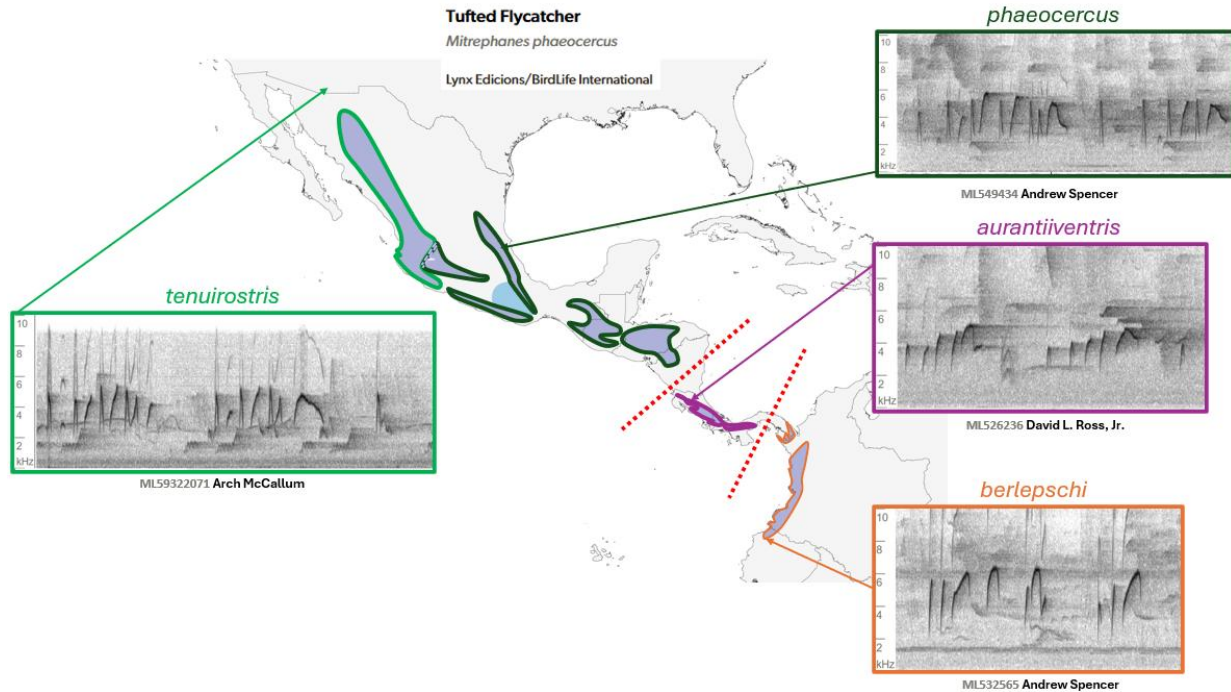 Tufted Flycatcher
Mitrephanes phaeocercus
Lynx Edicions/BirdLife International
phaeocercus
10
8
6
4
2
kHz
ML549434 Andrew Spencer
aurantiiventris
10
8
6
4
2
kHz
ML526236 David L. Ross, Jr.
tenuirostris
10
8
6
4
2
kHz
ML59322071 Arch McCallum
berlepschi
10
8
6
4
2
kHz
ML532565 Andrew Spencer